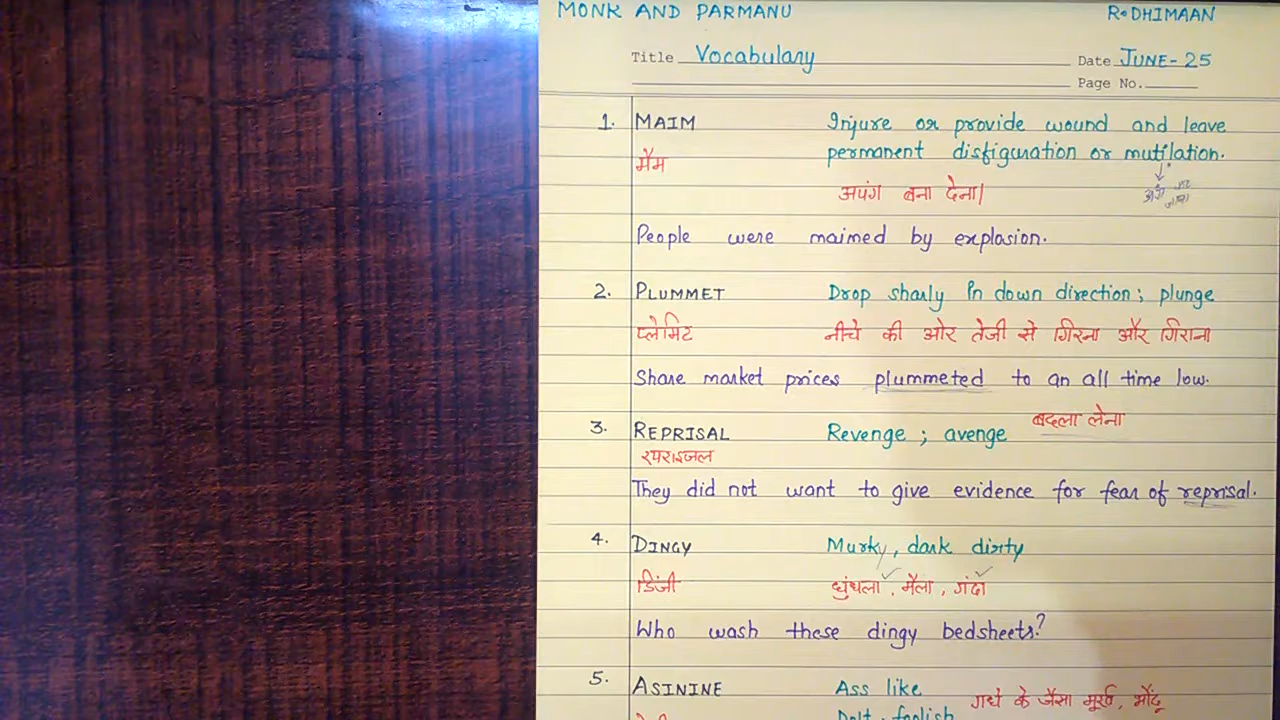 MONK AND PARMANU R. DHIMAAN
Title Vocabulary Date JUNE-25
Page No.
1. MAIM Injure or provide wound and leave
मैम permanent disfiguration or mutilation.
अपंग बना देना।
People were maimed by explosion.
2. PLUMMET Drop sharly in down direction; plunge
प्लेमिट नीचे की ओर तेजी से गिरना और गिराना
Share market prices plummeted to an all time low.
3. REPRISAL Revenge; avenge बदला लेना
रपराइजल
They did not want to give evidence for fear of reprisal.
4. DINGY Murky, dark dirty
डिंजी धुंधला, मैला, गंदा
Who wash these dingy bedsheets?
5. ASININE Ass like गधे के जैसा मूर्ख, भोंदू
Dolt, foolish